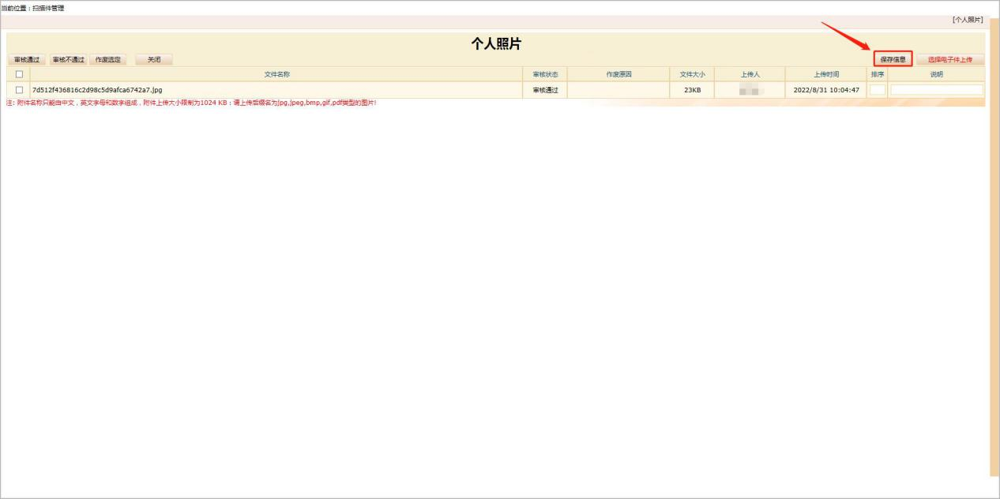 当前位置：扫描件管理
[个人照片]
个人照片
审核通过 审核不通过 作废选定 关闭 保存信息 选择电子件上传
文件名称 审核状态 作废原因 文件大小 上传人 上传时间 排序 说明
7d512f436816c2d98c5d9afca6742a7.jpg 审核通过 23KB 2022/8/31 10:04:47
注: 附件名称只能由中文，英文字母和数字组成，附件上传大小限制为1024 KB；请上传后缀名为jpg,jpeg,bmp,gif,pdf类型的图片!